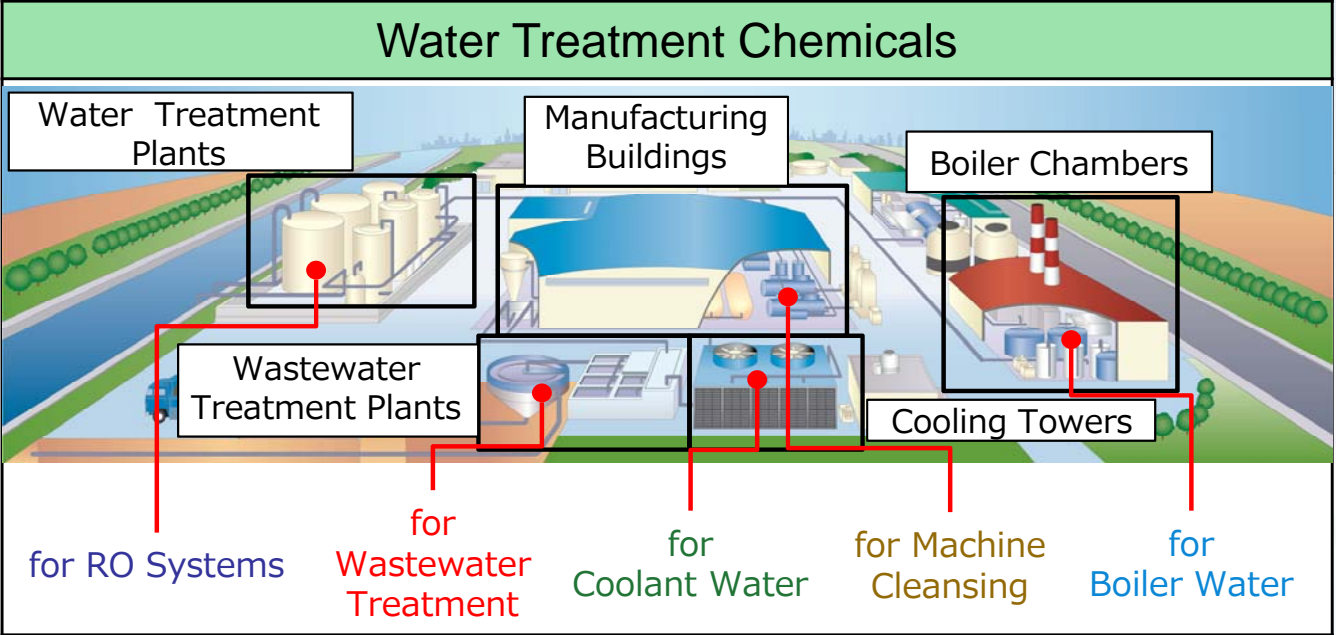 Water Treatment Chemicals
Water Treatment
Plants
Manufacturing
Buildings
Boiler Chambers
Wastewater
Treatment Plants
Cooling Towers
for RO Systems
for
Wastewater
Treatment
for
Coolant Water
for Machine
Cleansing
for
Boiler Water